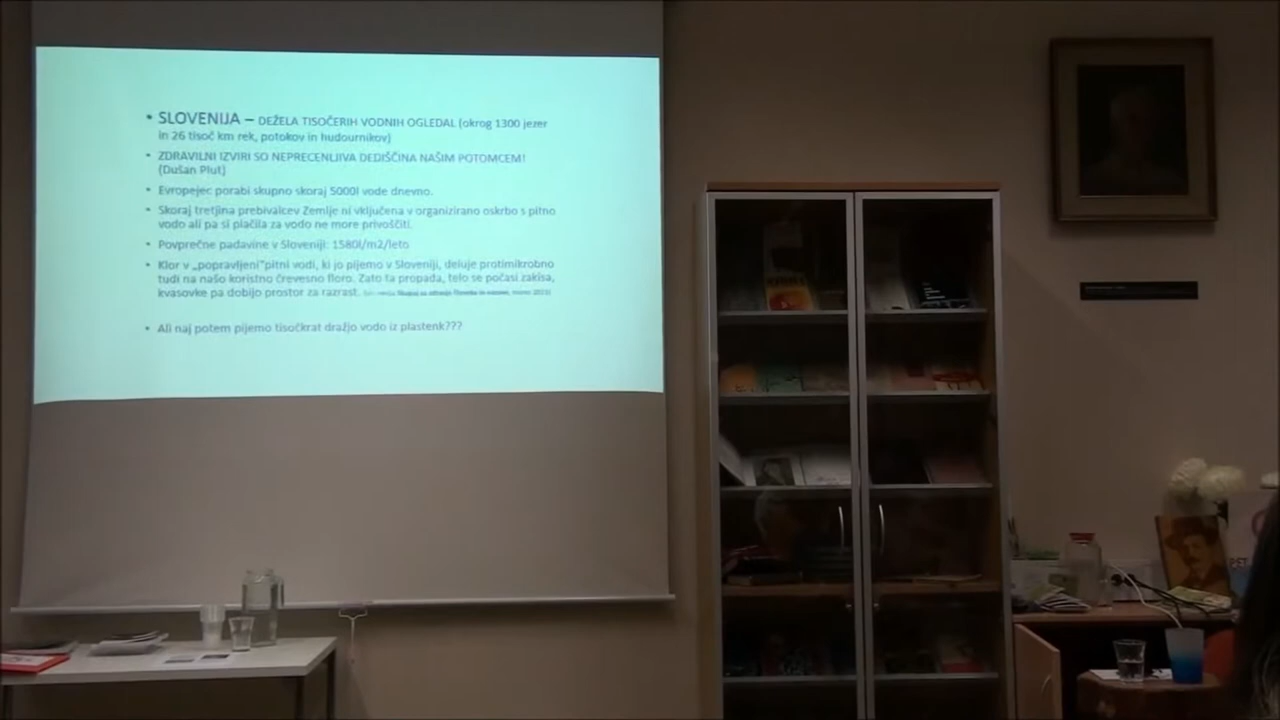 • SLOVENIJA – DEŽELA TISOČERIH VODNIH OGLEDAL (okrog 1300 jezer
in 26 tisoč km rek, potokov in hudournikov)
• ZDRAVILNI IZVIRI SO NEPRECENLJIVA DEDIŠČINA NAŠIM POTOMCEM!
(Dušan Plut)
• Evropejec porabi skupno skoraj 5000l vode dnevno.
• Skoraj tretjina prebivalcev Zemlje ni vključena v organizirano oskrbo s pitno
vodo ali pa si plačila za vodo ne more privoščiti.
• Povprečne padavine v Sloveniji: 1580l/m2/leto
• Klor v „popravljeni"pitni vodi, ki jo pijemo v Sloveniji, deluje protimikrobno
tudi na našo koristno črevesno floro. Zato ta propada, telo se počasi zakisa,
kvasovke pa dobijo prostor za razrast.
• Ali naj potem pijemo tisočkrat dražjo vodo iz plastenk???